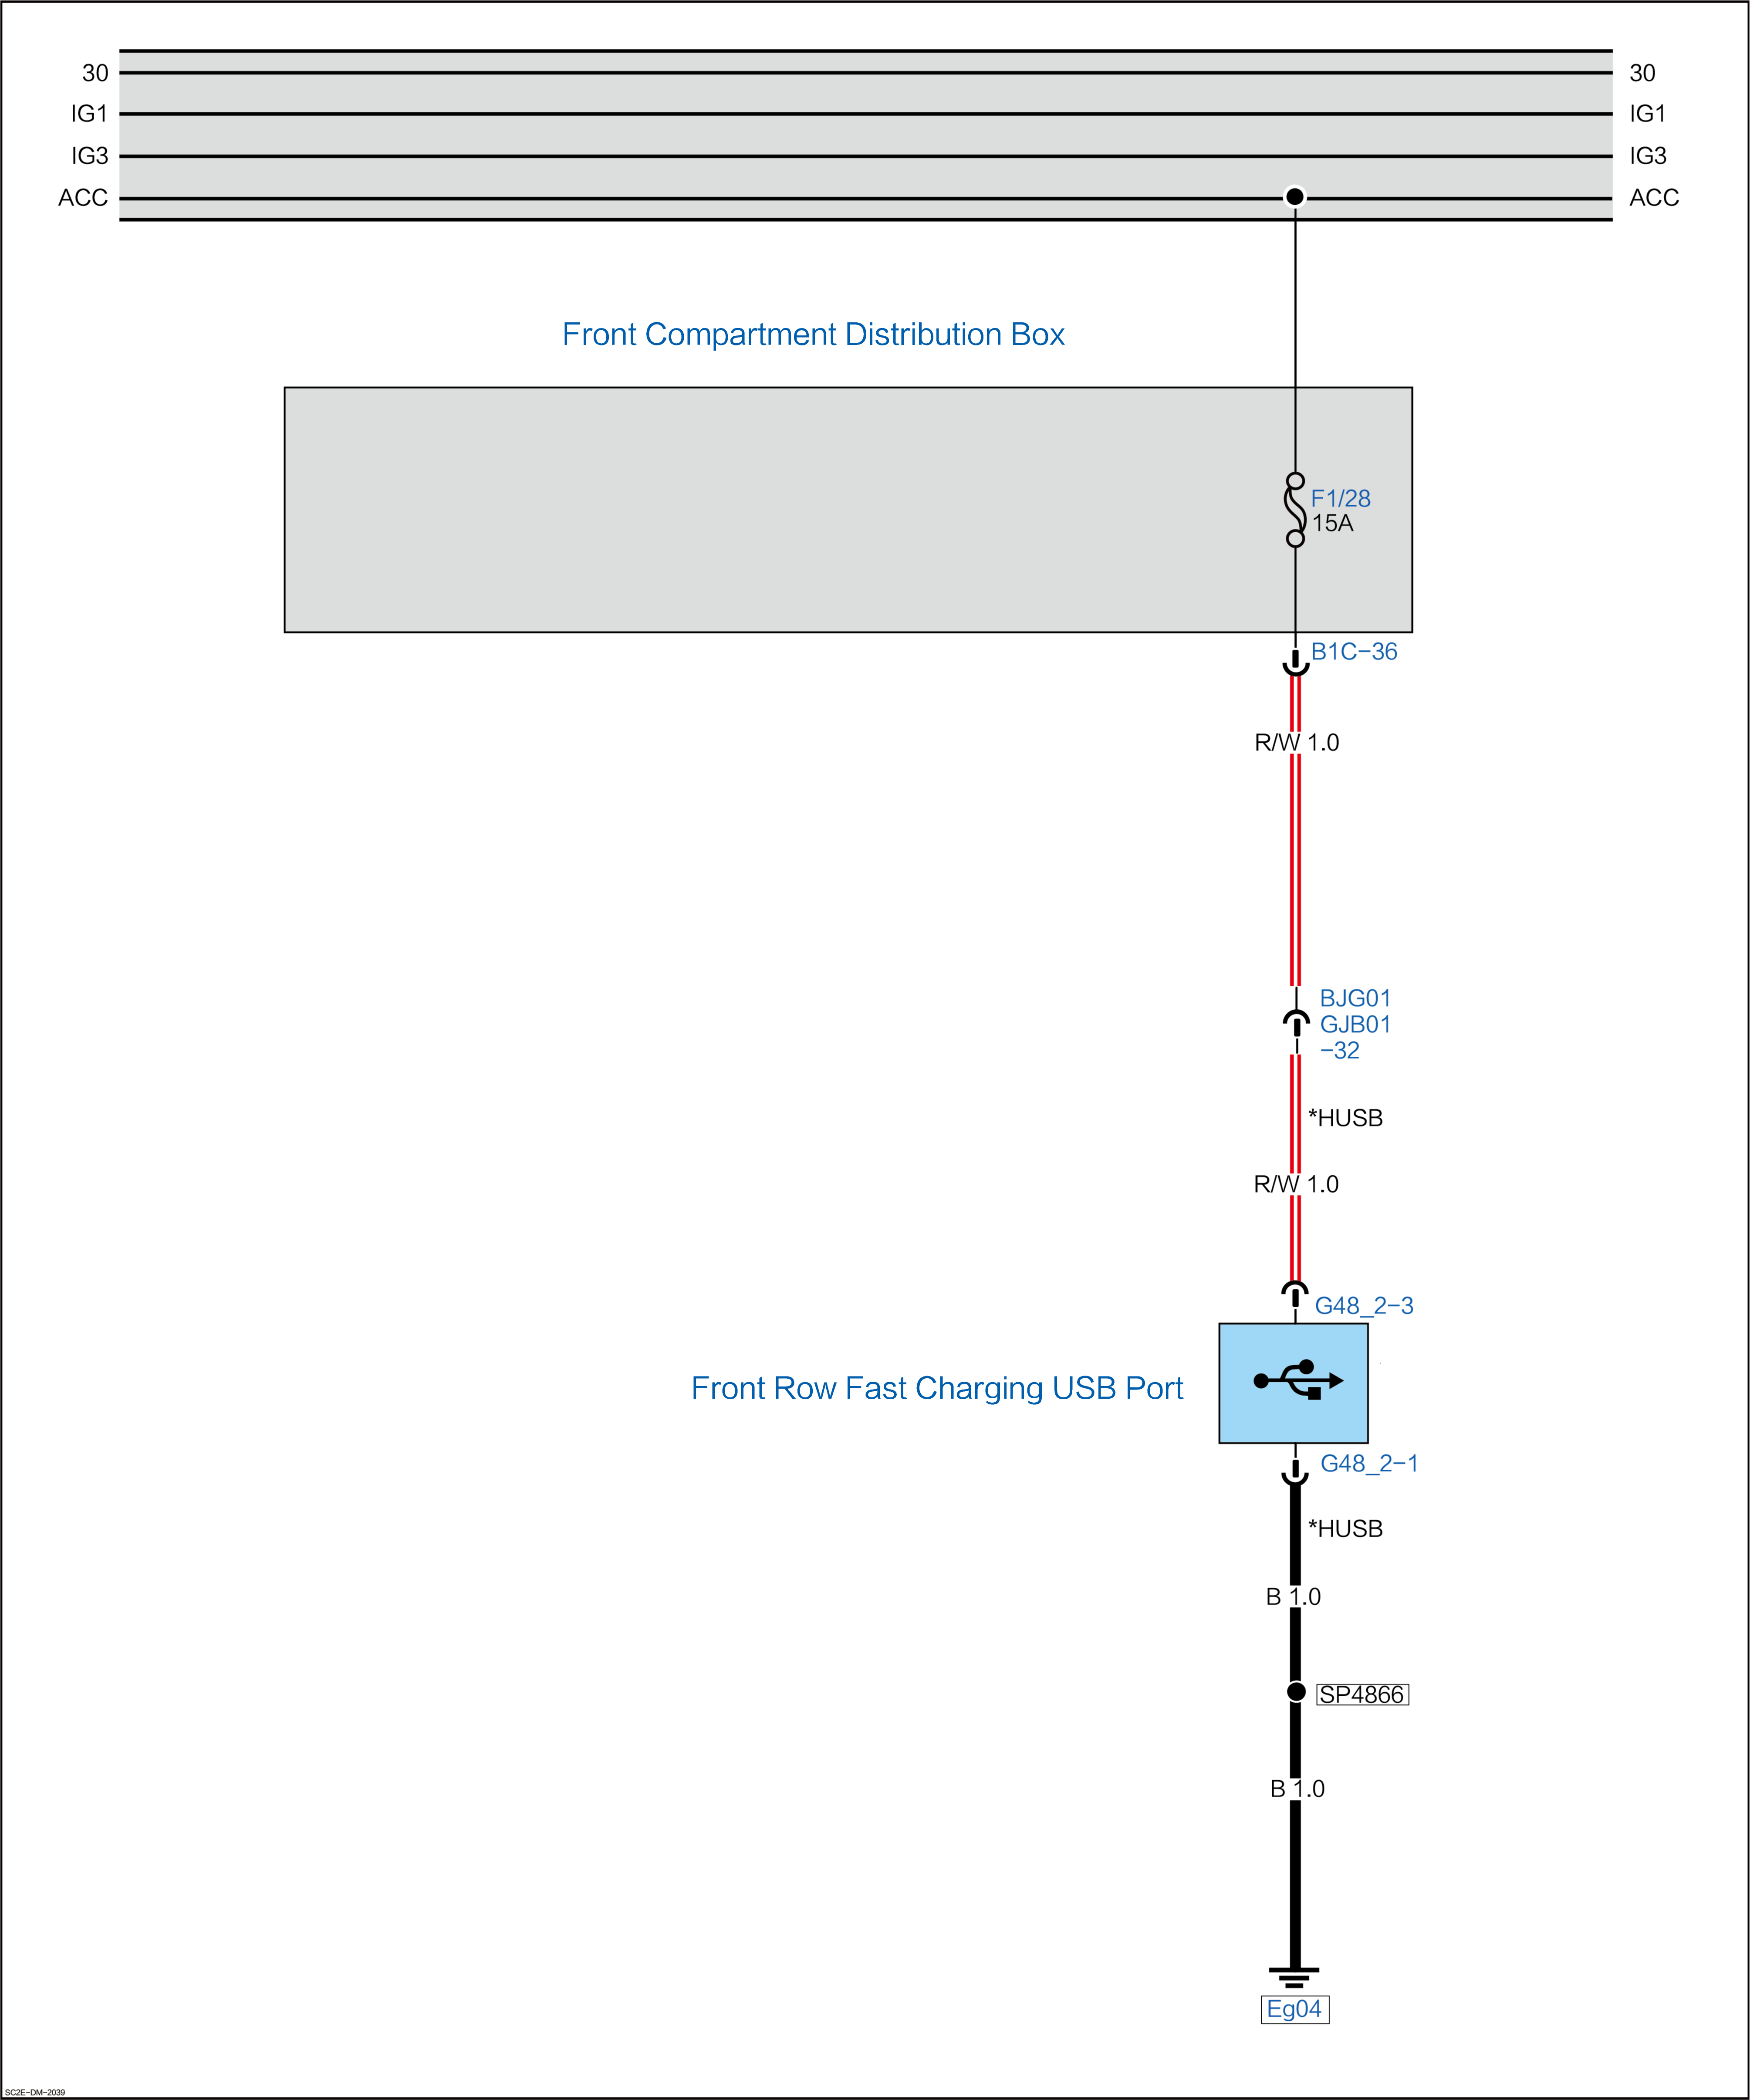 30 30
IG1 IG1
IG3 IG3
ACC ACC
Front Compartment Distribution Box
F1/28
15A
B1C-36
R/W 1.0
BJG01
GJB01
-32
*HUSB
R/W 1.0
G48_2-3
Front Row Fast Charging USB Port
G48_2-1
*HUSB
B 1.0
SP4866
B 1.0
Eg04
SC2E-DM-2039